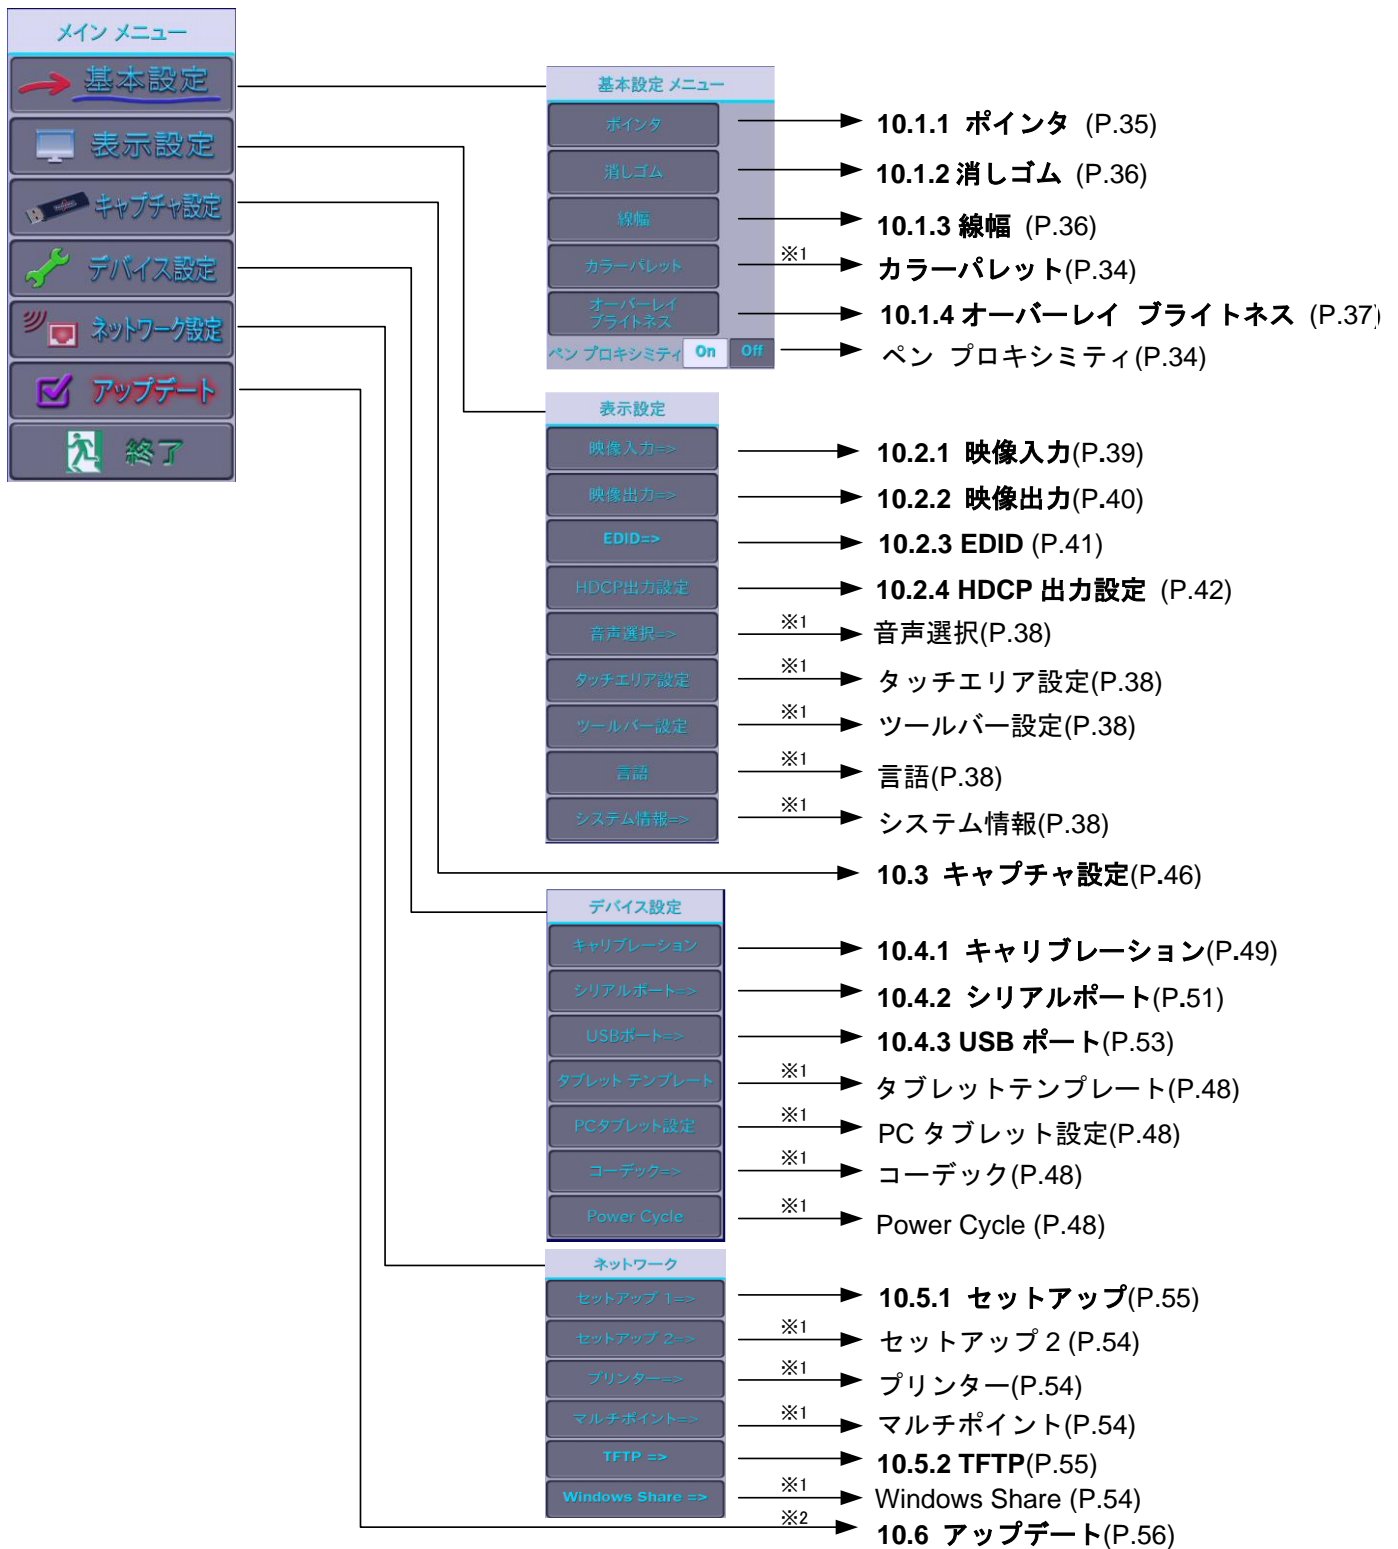 メイン メニュー
基本設定
表示設定
キャプチャ設定
デバイス設定
ネットワーク設定
アップデート
終了
基本設定 メニュー
ポインタ
10.1.1 ポインタ (P.35)
消しゴム
10.1.2 消しゴム (P.36)
線幅
10.1.3 線幅 (P.36)
カラーパレット
※1
カラーパレット(P.34)
オーバーレイ
ブライトネス
10.1.4 オーバーレイ ブライトネス (P.37)
ペン プロキシミティ On Off
ペン プロキシミティ(P.34)
表示設定
映像入力=>
10.2.1 映像入力(P.39)
映像出力=>
10.2.2 映像出力(P.40)
EDID=>
10.2.3 EDID (P.41)
HDCP出力設定
10.2.4 HDCP 出力設定 (P.42)
音声選択=>
※1
音声選択(P.38)
タッチエリア設定
※1
タッチエリア設定(P.38)
ツールバー設定
※1
ツールバー設定(P.38)
言語
※1
言語(P.38)
システム情報=>
※1
システム情報(P.38)
10.3 キャプチャ設定(P.46)
デバイス設定
キャリブレーション
10.4.1 キャリブレーション(P.49)
シリアルポート=>
10.4.2 シリアルポート(P.51)
USBポート=>
10.4.3 USB ポート(P.53)
タブレット テンプレート
※1
タブレットテンプレート(P.48)
PCタブレット設定
※1
PC タブレット設定(P.48)
コーデック=>
※1
コーデック(P.48)
Power Cycle
※1
Power Cycle (P.48)
ネットワーク
セットアップ 1=>
10.5.1 セットアップ(P.55)
セットアップ 2=>
※1
セットアップ 2 (P.54)
プリンター=>
※1
プリンター(P.54)
マルチポイント=>
※1
マルチポイント(P.54)
TFTP =>
10.5.2 TFTP(P.55)
Windows Share =>
※1
Windows Share (P.54)
※2
10.6 アップデート(P.56)